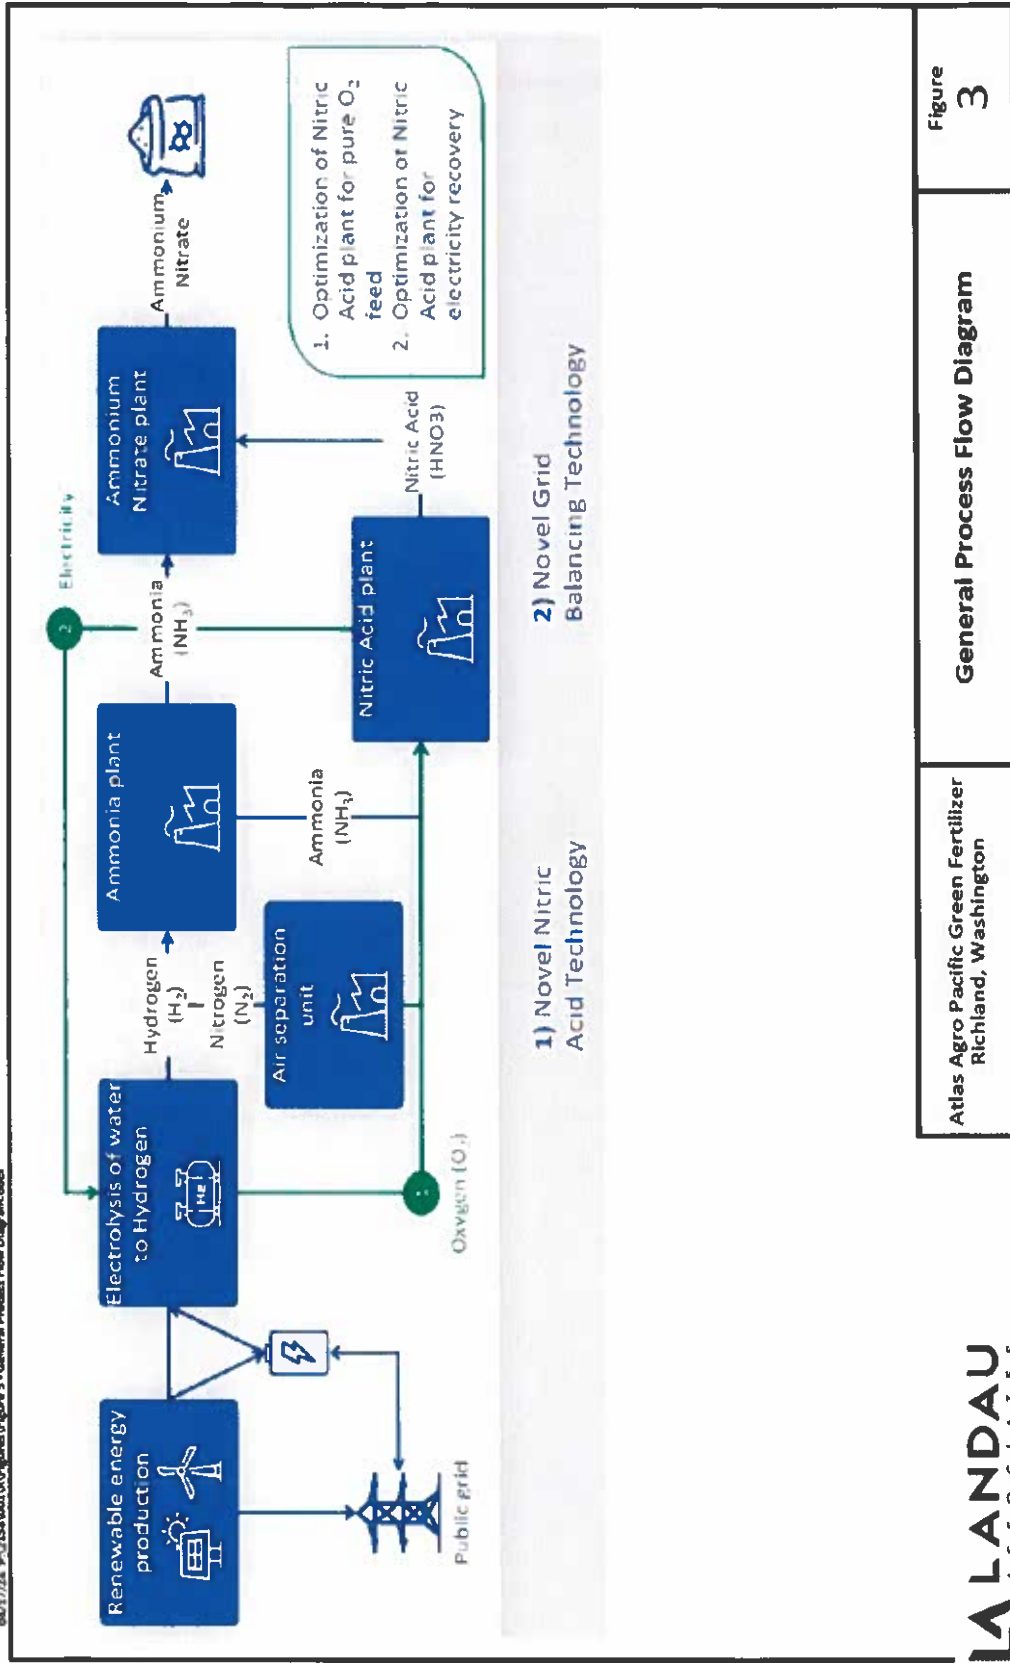 Electricity
2
Renewable energy
production
Electrolysis of water
to Hydrogen
H2
Hydrogen
(H₂)
Nitrogen
(N₂)
Ammonia plant
Ammonia
(NH₃)
Ammonium
Nitrate plant
Ammonium
Nitrate
Air separation
unit
Ammonia
(NH₃)
Nitric Acid plant
Nitric Acid
(HNO3)
Public grid
Oxygen (O₂)
1. Optimization of Nitric
Acid plant for pure O₂
feed
2. Optimization of Nitric
Acid plant for
electricity recovery
1) Novel Nitric
Acid Technology
2) Novel Grid
Balancing Technology
LANDAU
ASSOCIATES
Atlas Agro Pacific Green Fertilizer
Richland, Washington
General Process Flow Diagram
Figure
3